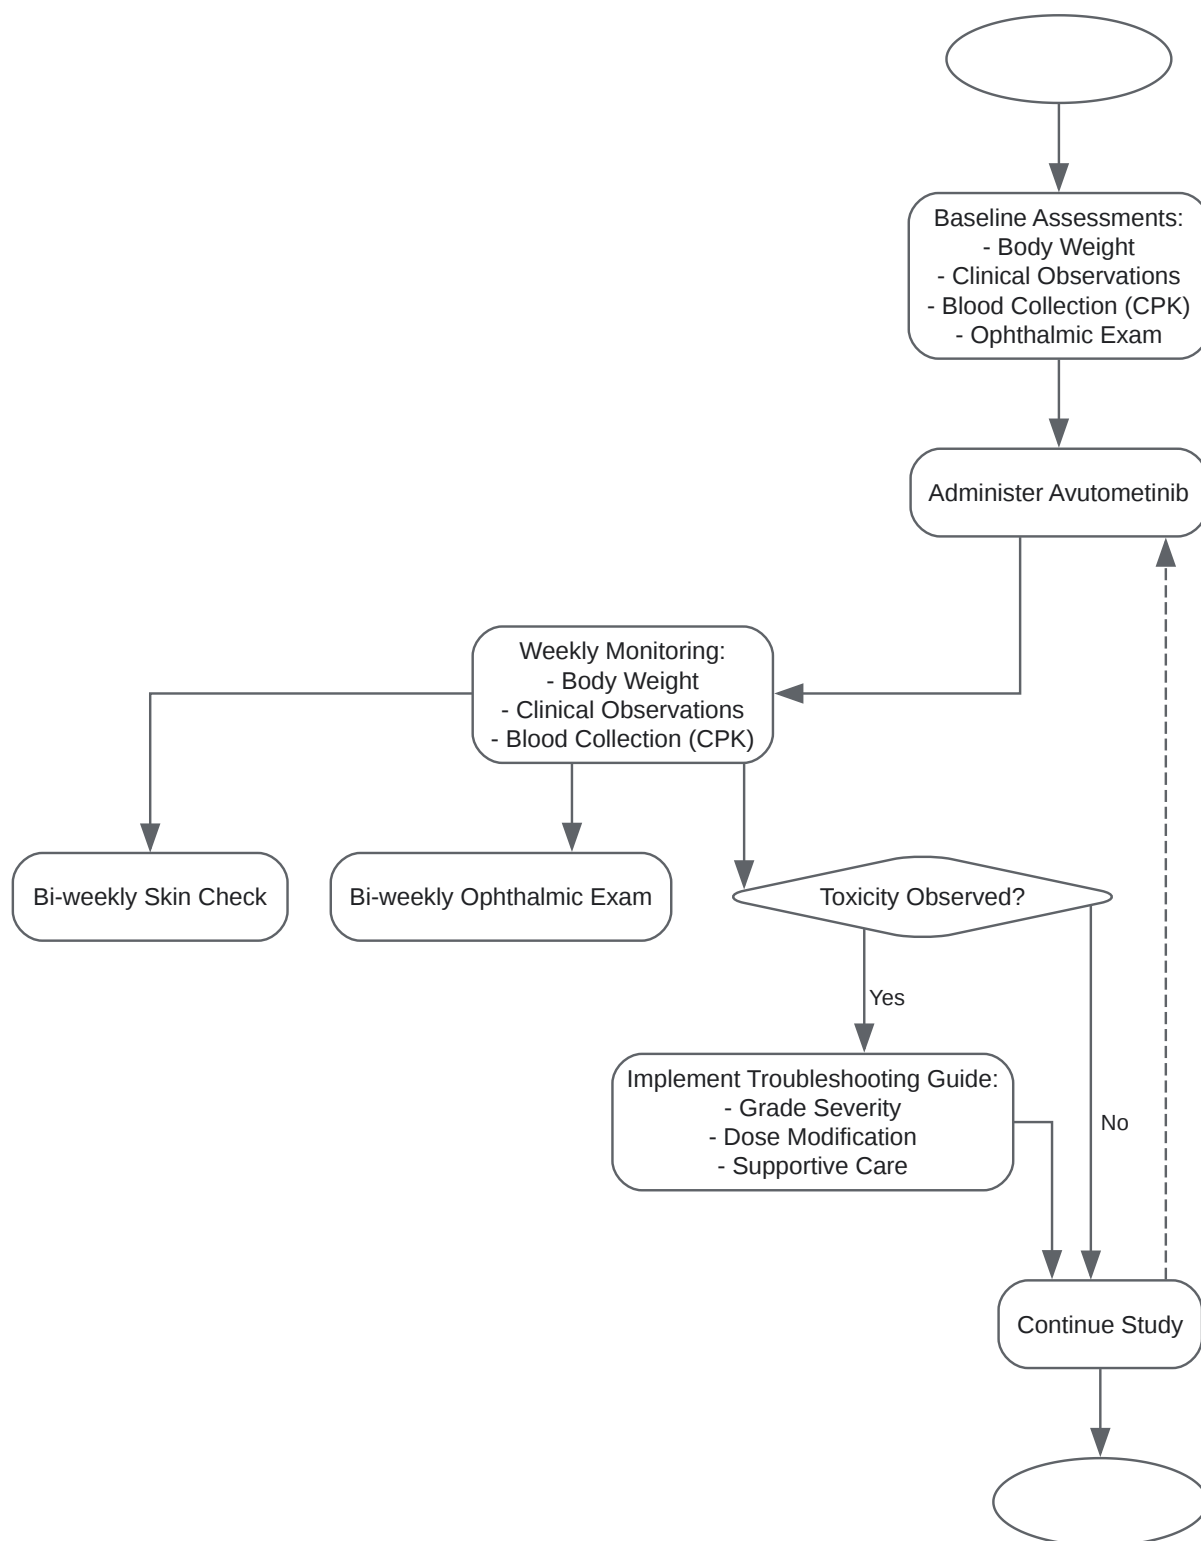 Baseline Assessments:
- Body Weight
- Clinical Observations
- Blood Collection (CPK)
- Ophthalmic Exam
Administer Avutometinib
Weekly Monitoring:
- Body Weight
- Clinical Observations
- Blood Collection (CPK)
Bi-weekly Skin Check
Bi-weekly Ophthalmic Exam
Toxicity Observed?
Yes
Implement Troubleshooting Guide:
- Grade Severity
- Dose Modification
- Supportive Care
No
Continue Study